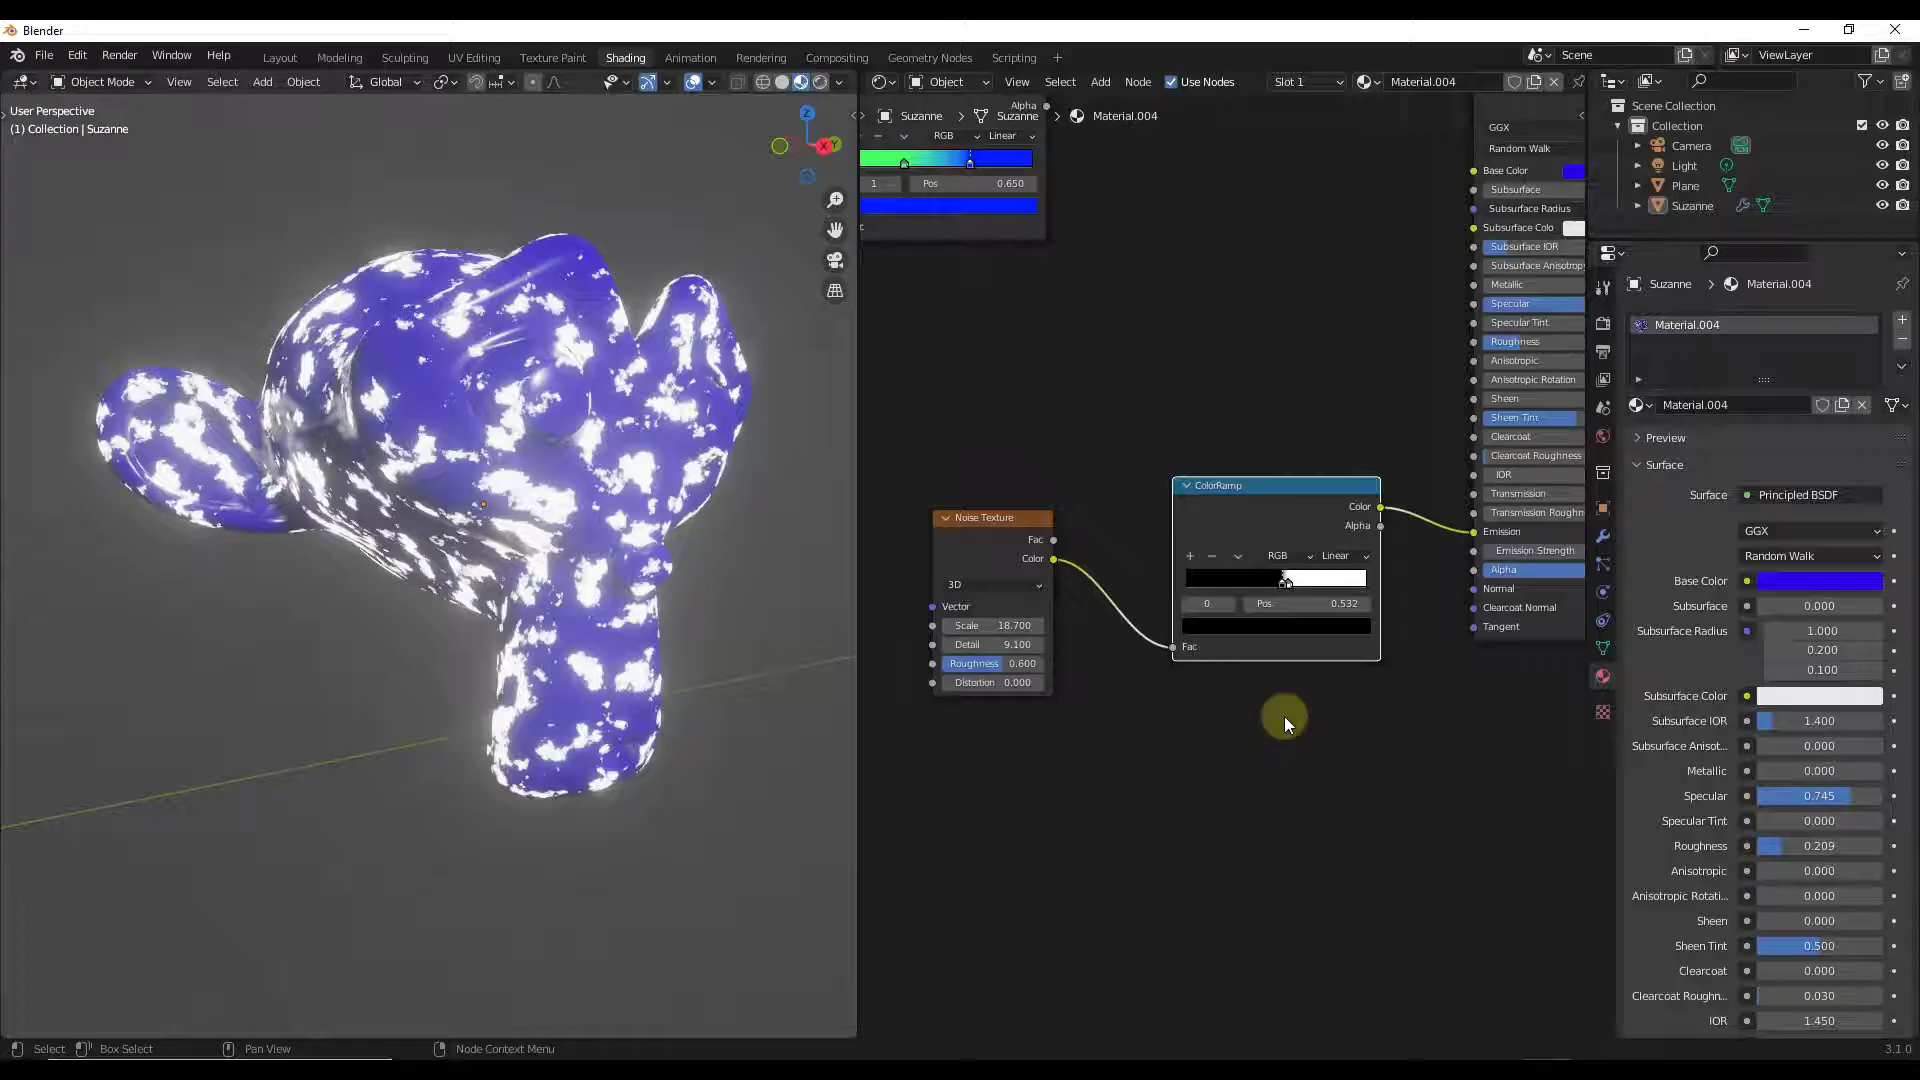 Blender
File Edit Render Window Help
Layout Modeling Sculpting UV Editing Texture Paint Shading Animation Rendering Compositing Geometry Nodes Scripting +
Scene
ViewLayer
Object Mode View Select Add Object Global
Object View Select Add Node Use Nodes Slot 1 Material.004
User Perspective
(1) Collection | Suzanne
Z
X
Y
Alpha
Suzanne > Suzanne > Material.004
RGB Linear
1 Pos 0.650
GGX
Random Walk
Base Color
Subsurface
Subsurface Radius
Subsurface Colo
Subsurface IOR
Subsurface Anisotrop
Metallic
Specular
Specular Tint
Roughness
Anisotropic
Anisotropic Rotation
Sheen
Sheen Tint
Clearcoat
Clearcoat Roughness
IOR
Transmission
Transmission Roughn
Emission
Emission Strength
Alpha
Normal
Clearcoat Normal
Tangent
Noise Texture
Fac
Color
3D
Vector
Scale 18.700
Detail 9.100
Roughness 0.600
Distortion 0.000
ColorRamp
Color
Alpha
RGB Linear
0 Pos 0.532
Fac
Scene Collection
Collection
Camera
Light
Plane
Suzanne
Suzanne > Material.004
Material.004
Material.004
Preview
Surface
Surface Principled BSDF
GGX
Random Walk
Base Color
Subsurface 0.000
Subsurface Radius 1.000
0.200
0.100
Subsurface Color
Subsurface IOR 1.400
Subsurface Anisot... 0.000
Metallic 0.000
Specular 0.745
Specular Tint 0.000
Roughness 0.209
Anisotropic 0.000
Anisotropic Rotati... 0.000
Sheen 0.000
Sheen Tint 0.500
Clearcoat 0.000
Clearcoat Roughn... 0.030
IOR 1.450
Select Box Select Pan View Node Context Menu 3.1.0